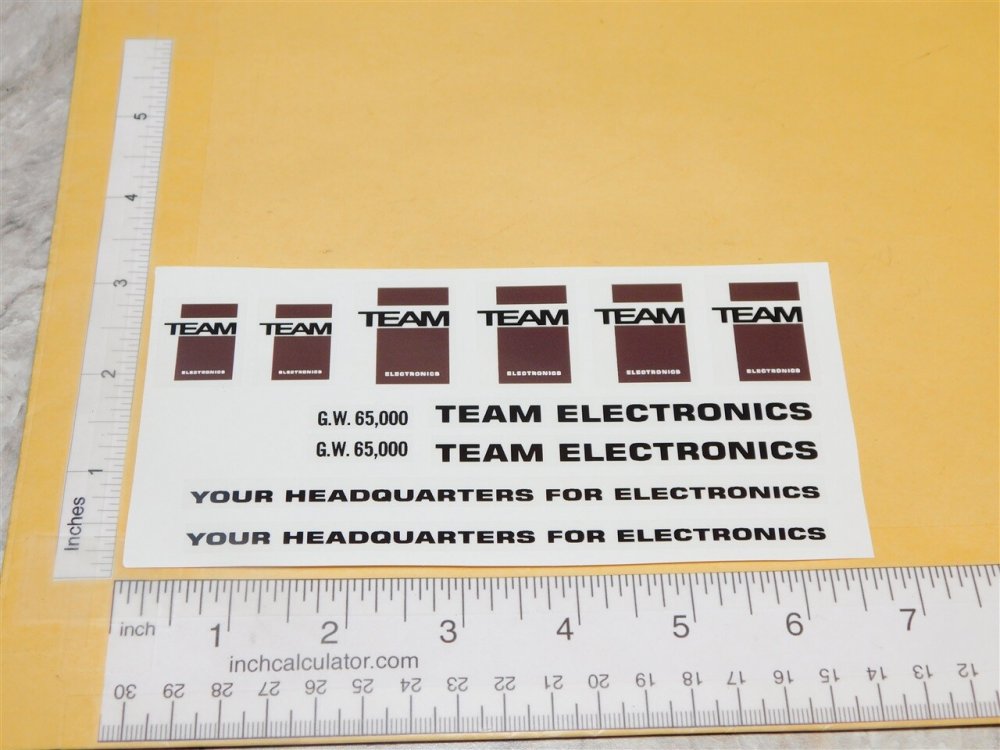 5
4
3
2
1
Inches
TEAM TEAM TEAM TEAM TEAM TEAM
ELECTRONICS ELECTRONICS ELECTRONICS ELECTRONICS ELECTRONICS ELECTRONICS
G.W. 65,000 TEAM ELECTRONICS
G.W. 65,000 TEAM ELECTRONICS
YOUR HEADQUARTERS FOR ELECTRONICS
YOUR HEADQUARTERS FOR ELECTRONICS
inch 1 2 3 4 5 6 7
inchcalculator.com
30 29 28 27 26 25 24 23 22 21 20 19 18 17 16 15 14 13 12